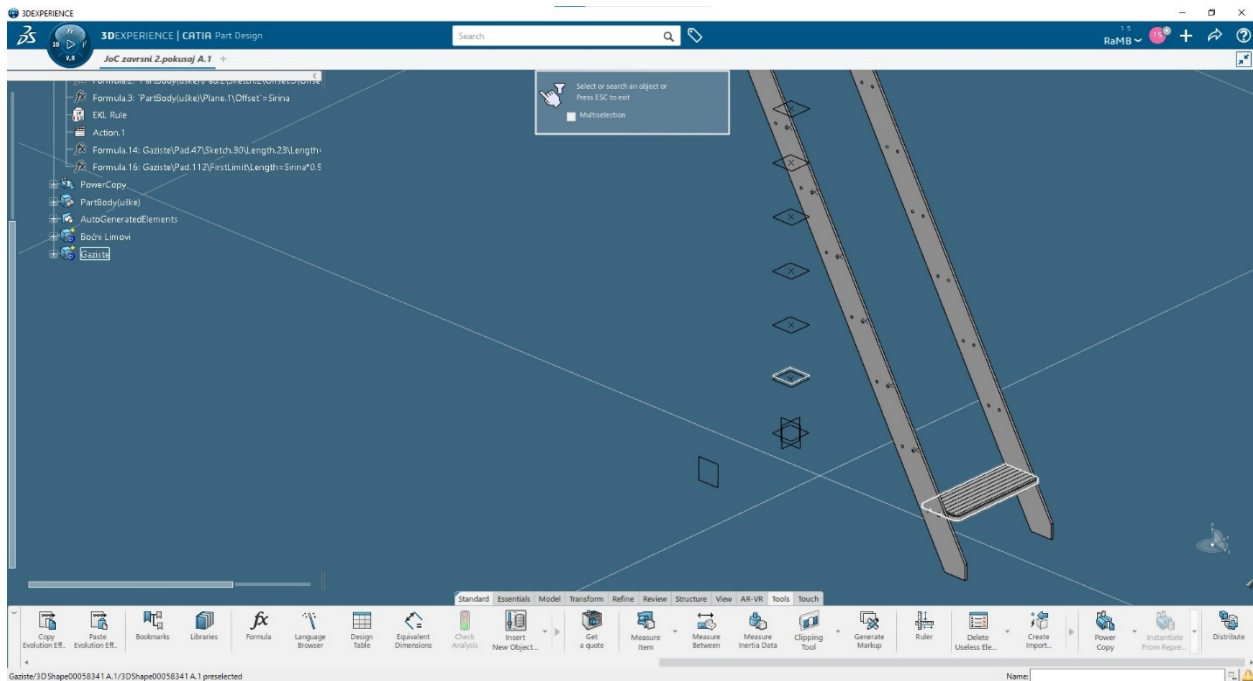 3DEXPERIENCE
3DEXPERIENCE | CATIA Part Design
Search
RaMB
3D
V.R
JoC zavrsni 2.pokusaj A.1
Formula.3: `PartBody(uške)\Plane.1\Offset`=Sirina
EKL Rule
Action.1
Formula.14: Gaziste\Pad.47\Sketch.30\Length.23\Length=
Formula.16: Gaziste\Pad.112\FirstLimit\Length=Sirina*0.5
PowerCopy
PartBody(uške)
AutoGeneratedElements
Bočni Limovi
Gaziste
Select or search an object or
Press ESC to exit
Multiselection
Standard Essentials Model Transform Refine Review Structure View AR-VR Tools Touch
Copy Evolution Eff..
Paste Evolution Eff..
Bookmarks
Libraries
Formula
Language Browser
Design Table
Equivalent Dimensions
Check Analysis
Insert New Object...
Get a quote
Measure Item
Measure Between
Measure Inertia Data
Clipping Tool
Generate Markup
Ruler
Delete Useless Ele...
Create Import..
Power Copy
Instantiate From Repre...
Distribute
Gaziste/3D Shape00058341 A.1/3DShape00058341 A.1 preselected
Name: